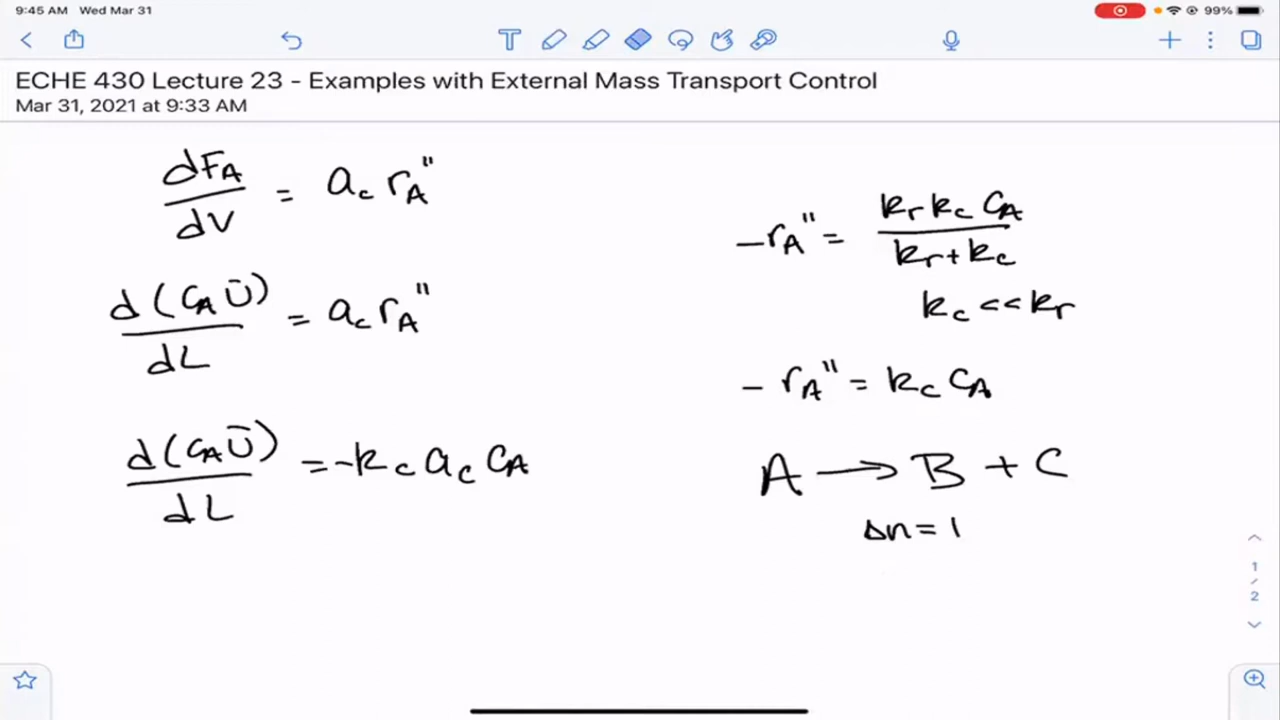 9:45 AM Wed Mar 31
99%
ECHE 430 Lecture 23 - Examples with External Mass Transport Control
Mar 31, 2021 at 9:33 AM
dF_A/dV = a_c r_A"
d(C_A Ū)/dL = a_c r_A"
d(C_A Ū)/dL = -k_c a_c C_A
-r_A" = k_r k_c C_A / k_r + k_c
k_c << k_r
- r_A" = k_c C_A
A → B + C
Δn = 1
1
/
2